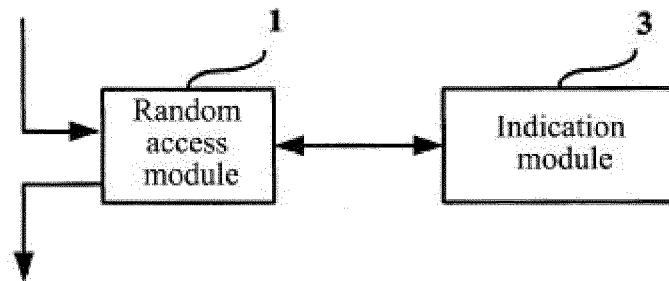 1
3
Random
access
module
Indication
module